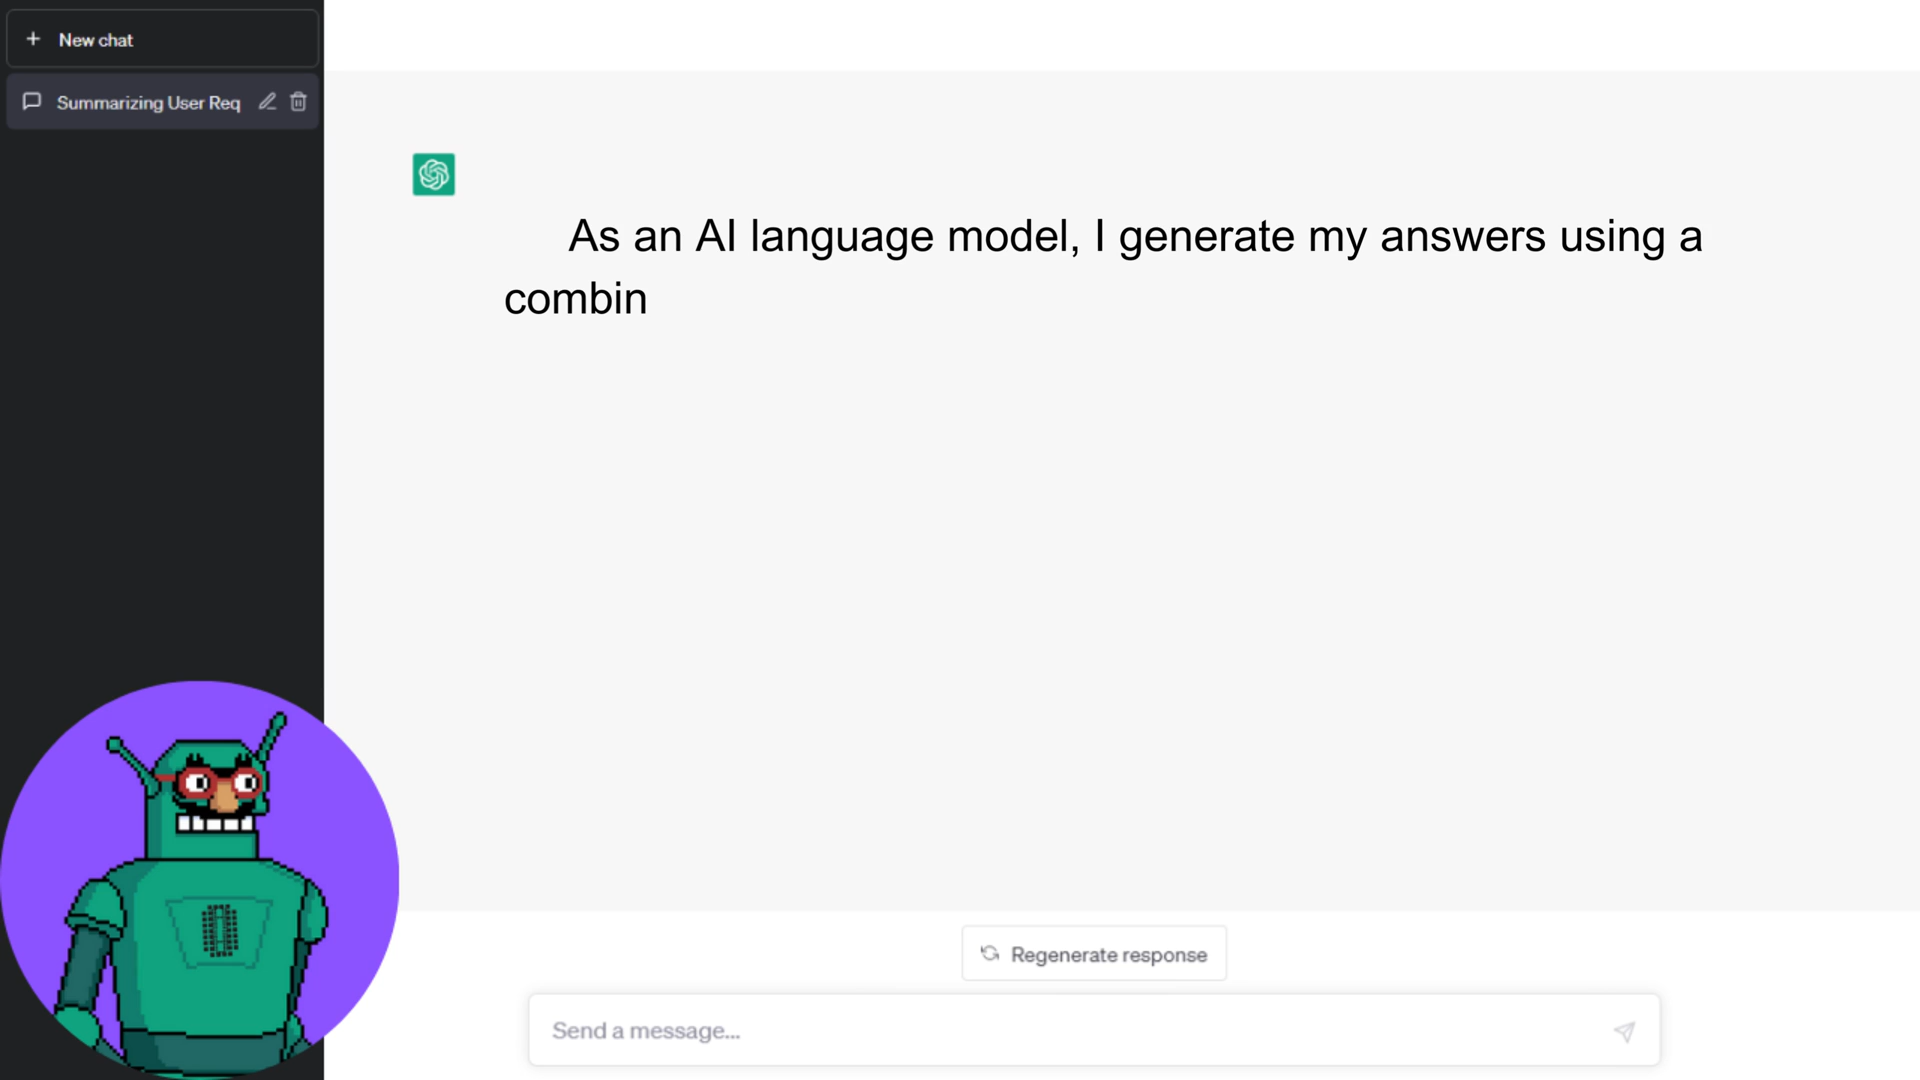 New chat
Summarizing User Req
As an AI language model, I generate my answers using a
combin
Regenerate response
Send a message...